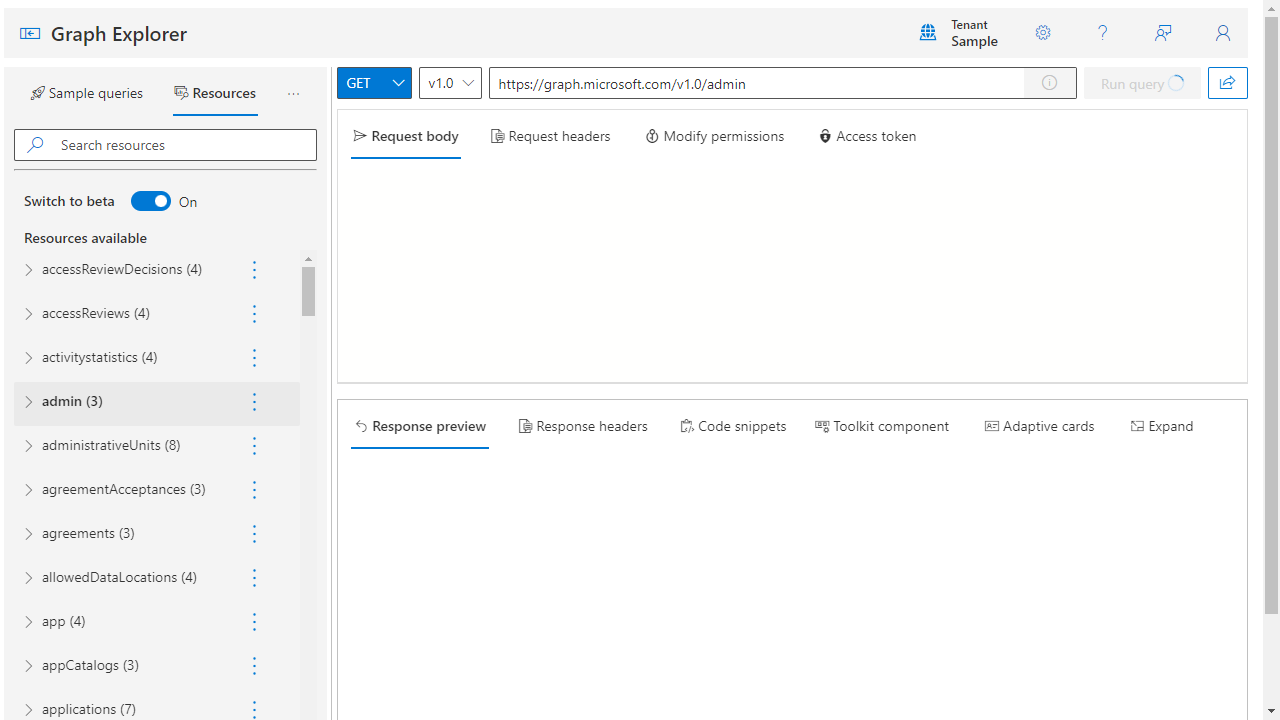 Graph Explorer
Tenant
Sample
Sample queries
Resources
Search resources
Switch to beta
On
Resources available
accessReviewDecisions (4)
accessReviews (4)
activitystatistics (4)
admin (3)
administrativeUnits (8)
agreementAcceptances (3)
agreements (3)
allowedDataLocations (4)
app (4)
appCatalogs (3)
applications (7)
GET
v1.0
https://graph.microsoft.com/v1.0/admin
Run query
Request body
Request headers
Modify permissions
Access token
Response preview
Response headers
Code snippets
Toolkit component
Adaptive cards
Expand